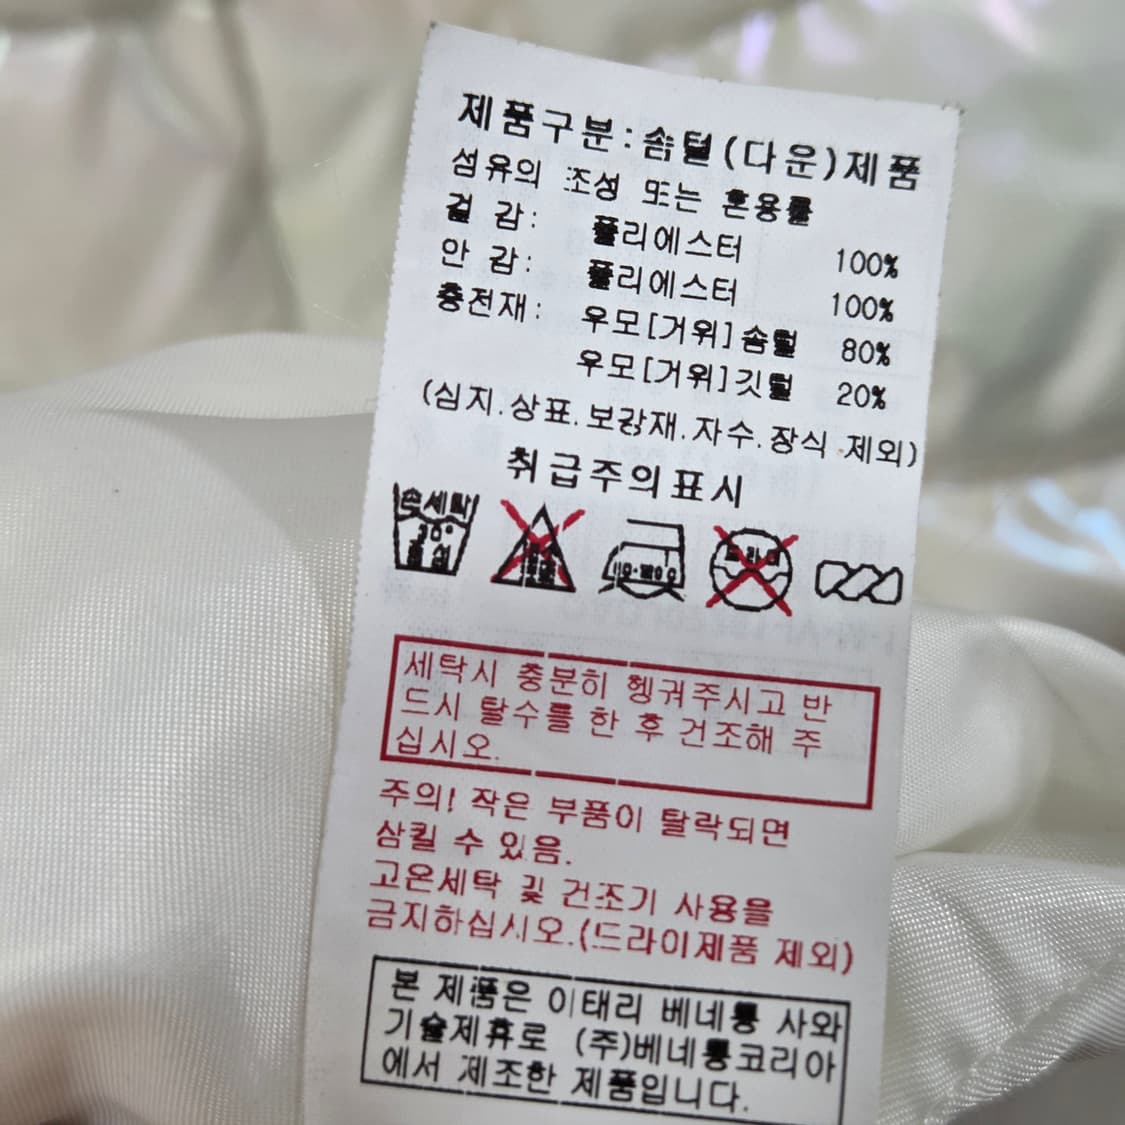 제품구분:솜털(다운)제품
섬유의 조성 또는 혼용률
겉 감: 폴리에스터 100%
안 감: 폴리에스터 100%
충전재: 우모[거위]솜털 80%
우모[거위]깃털 20%
(심지.상표.보강재.자수.장식.제외)
취급주의표시
손세탁
30°
중성
세탁시 충분히 헹궈주시고 반
드시 탈수를 한 후 건조해 주
십시오.
주의! 작은 부품이 탈락되면
삼킬 수 있음.
고온세탁 및 건조기 사용을
금지하십시오.(드라이제품 제외)
본 제품은 이태리 베네통 사와
기술제휴로 (주)베네통코리아
에서 제조한 제품입니다.